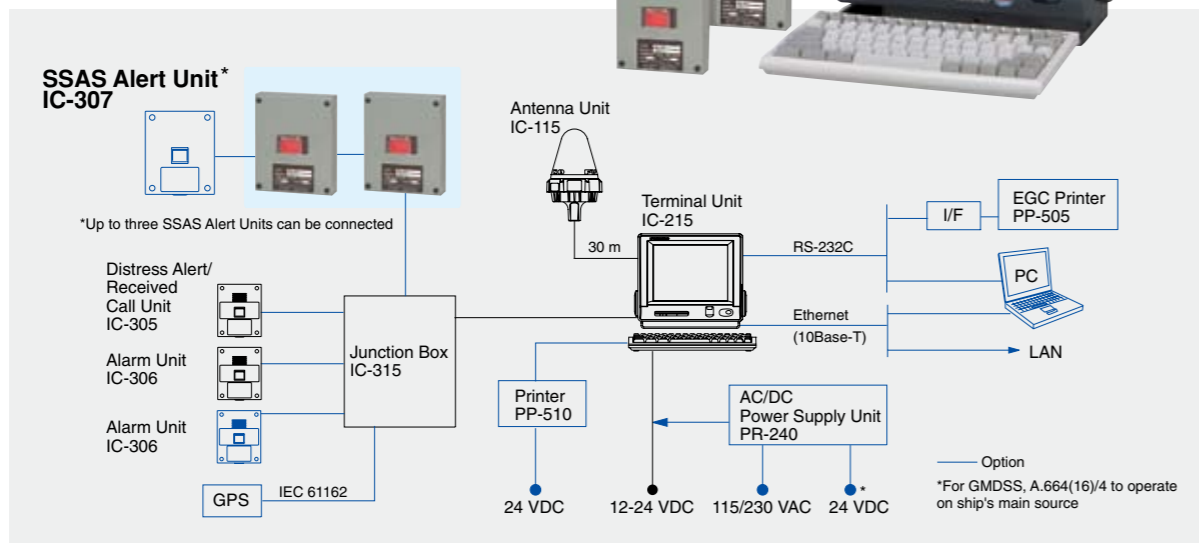 SSAS Alert Unit*
IC-307
*Up to three SSAS Alert Units can be connected
Antenna Unit
IC-115
30 m
Terminal Unit
IC-215
RS-232C
I/F
EGC Printer
PP-505
PC
Ethernet
(10Base-T)
LAN
Distress Alert/
Received
Call Unit
IC-305
Alarm Unit
IC-306
Alarm Unit
IC-306
Junction Box
IC-315
GPS
IEC 61162
Printer
PP-510
AC/DC
Power Supply Unit
PR-240
24 VDC
12-24 VDC
115/230 VAC
24 VDC
*
Option
*For GMDSS, A.664(16)/4 to operate
on ship's main source